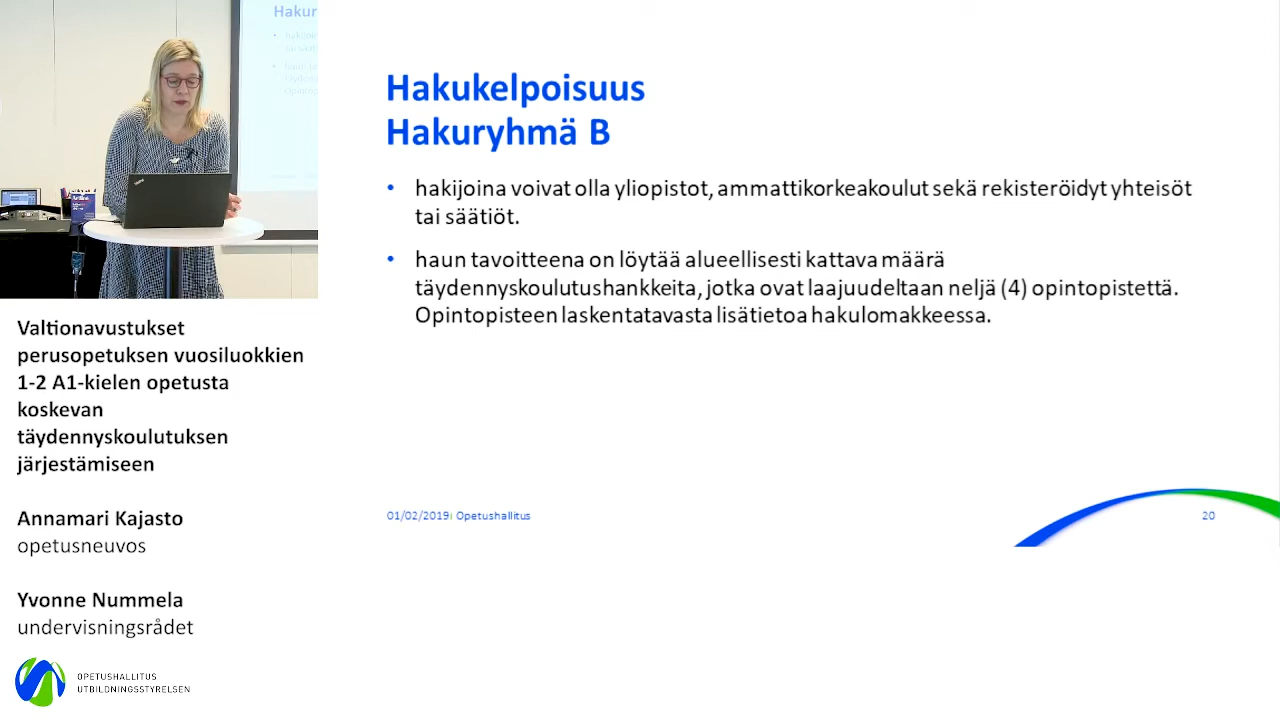 Hakur
Hakukelpoisuus
Hakuryhmä B
• hakijoina voivat olla yliopistot, ammattikorkeakoulut sekä rekisteröidyt yhteisöt
tai säätiöt.
• haun tavoitteena on löytää alueellisesti kattava määrä
täydennyskoulutushankkeita, jotka ovat laajuudeltaan neljä (4) opintopistettä.
Opintopisteen laskentatavasta lisätietoa hakulomakkeessa.
01/02/2019 Opetushallitus
20
Valtionavustukset
perusopetuksen vuosiluokkien
1-2 A1-kielen opetusta
koskevan
täydennyskoulutuksen
järjestämiseen
Annamari Kajasto
opetusneuvos
Yvonne Nummela
undervisningsrådet
OPETUSHALLITUS
UTBILDNINGSSTYRELSEN